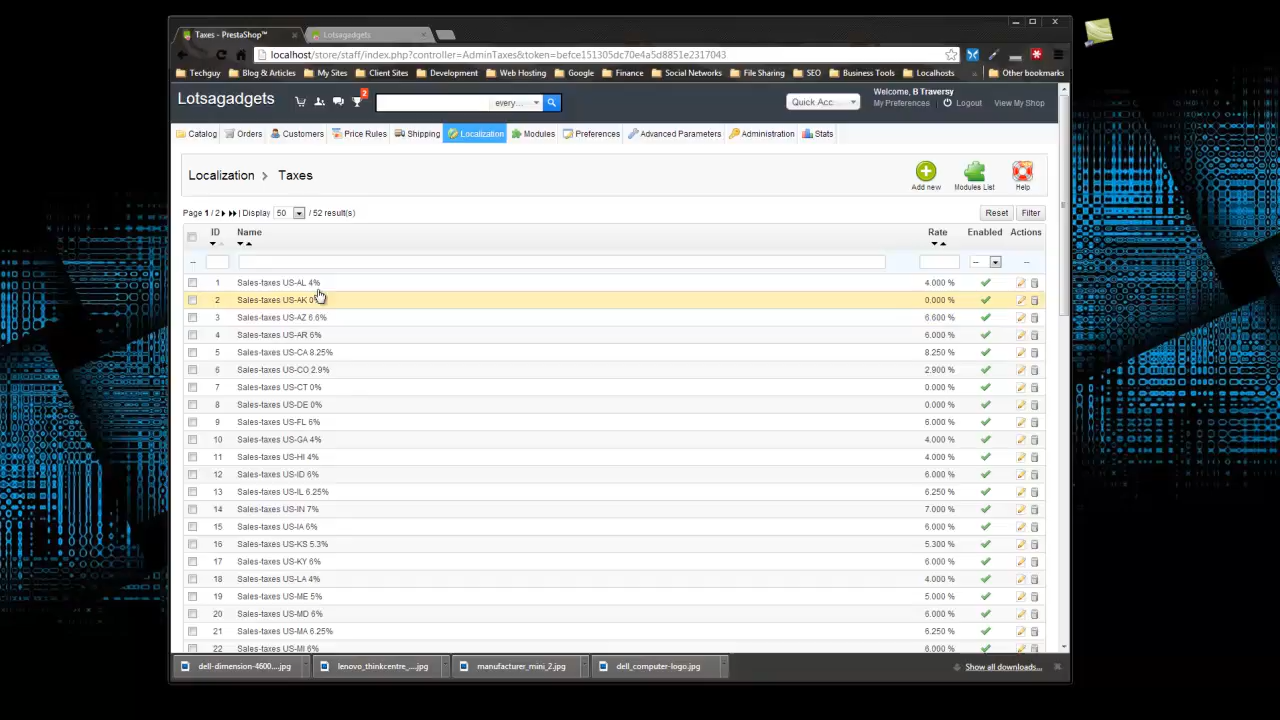 Taxes - PrestaShop™
Lotsagadgets
localhost/store/staff/index.php?controller=AdminTaxes&token=befce151305dc70e4a5d8851e2317043
Techguy Blog & Articles My Sites Client Sites Development Web Hosting Google Finance Social Networks File Sharing SEO Business Tools Localhosts Other bookmarks
Lotsagadgets 2 every... Quick Acc Welcome, B Traversy
My Preferences Logout View My Shop
Catalog Orders Customers Price Rules Shipping Localization Modules Preferences Advanced Parameters Administration Stats
Localization > Taxes
Add new Modules List Help
Page 1 / 2 | Display 50 / 52 result(s) Reset Filter
ID Name Rate Enabled Actions
-- -- --
1 Sales-taxes US-AL 4% 4.000 %
2 Sales-taxes US-AK 0.000 %
3 Sales-taxes US-AZ 6.6% 6.600 %
4 Sales-taxes US-AR 6% 6.000 %
5 Sales-taxes US-CA 8.25% 8.250 %
6 Sales-taxes US-CO 2.9% 2.900 %
7 Sales-taxes US-CT 0% 0.000 %
8 Sales-taxes US-DE 0% 0.000 %
9 Sales-taxes US-FL 6% 6.000 %
10 Sales-taxes US-GA 4% 4.000 %
11 Sales-taxes US-HI 4% 4.000 %
12 Sales-taxes US-ID 6% 6.000 %
13 Sales-taxes US-IL 6.25% 6.250 %
14 Sales-taxes US-IN 7% 7.000 %
15 Sales-taxes US-IA 6% 6.000 %
16 Sales-taxes US-KS 5.3% 5.300 %
17 Sales-taxes US-KY 6% 6.000 %
18 Sales-taxes US-LA 4% 4.000 %
19 Sales-taxes US-ME 5% 5.000 %
20 Sales-taxes US-MD 6% 6.000 %
21 Sales-taxes US-MA 6.25% 6.250 %
22 Sales-taxes US-MI 6% 6.000 %
dell-dimension-4600....jpg lenovo_thinkcentre_....jpg manufacturer_mini_2.jpg dell_computer-logo.jpg Show all downloads...